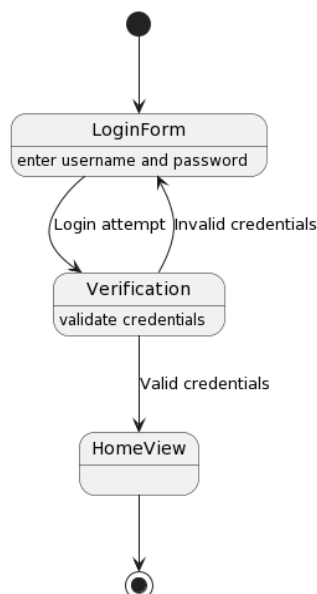 LoginForm
enter username and password
Login attempt
Invalid credentials
Verification
validate credentials
Valid credentials
HomeView